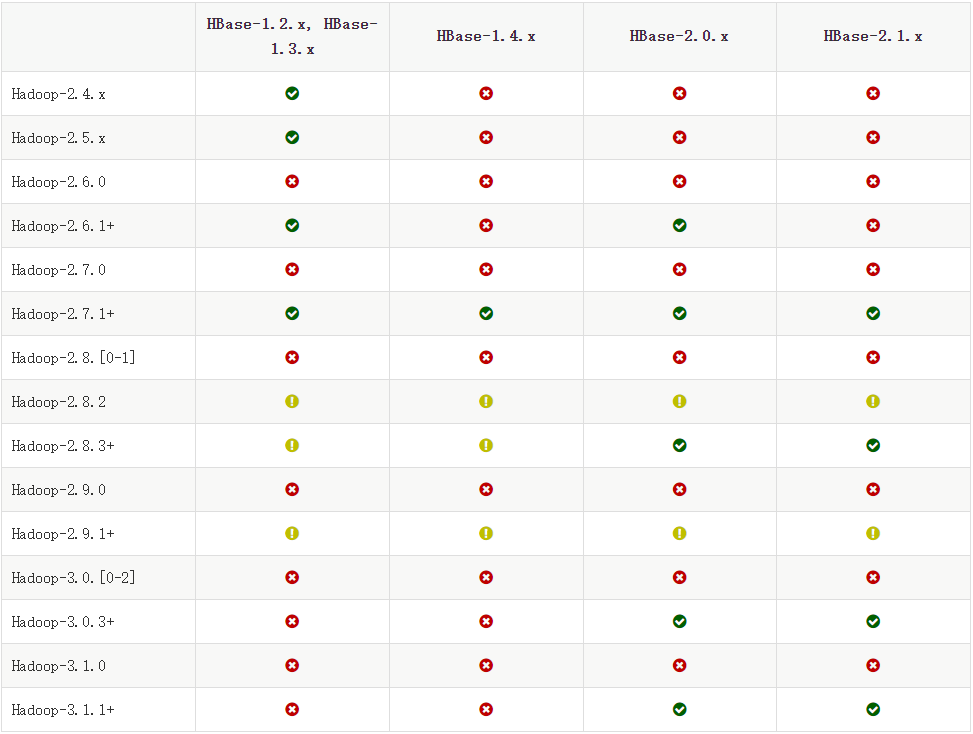 HBase-1.2.x, HBase-
1.3.x
HBase-1.4.x
HBase-2.0.x
HBase-2.1.x
Hadoop-2.4.x
Hadoop-2.5.x
Hadoop-2.6.0
Hadoop-2.6.1+
Hadoop-2.7.0
Hadoop-2.7.1+
Hadoop-2.8.[0-1]
Hadoop-2.8.2
Hadoop-2.8.3+
Hadoop-2.9.0
Hadoop-2.9.1+
Hadoop-3.0.[0-2]
Hadoop-3.0.3+
Hadoop-3.1.0
Hadoop-3.1.1+